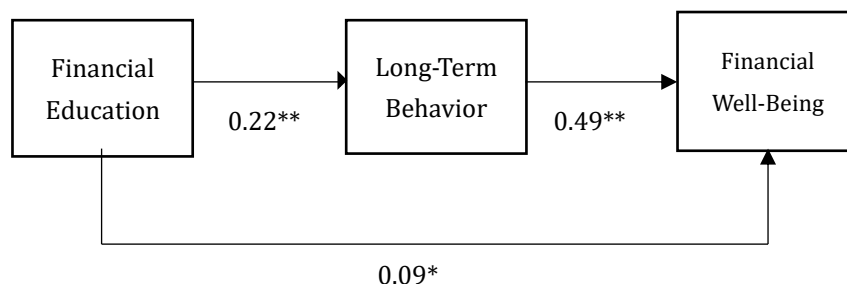 Financial
Education
Long-Term
Behavior
Financial
Well-Being
0.22**
0.49**
0.09*